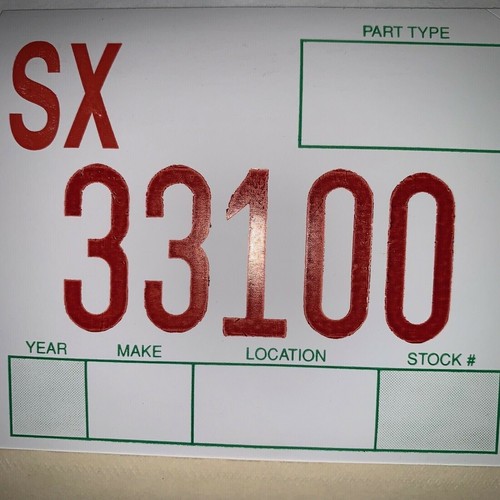 PART TYPE
SX
33100
YEAR MAKE LOCATION STOCK #